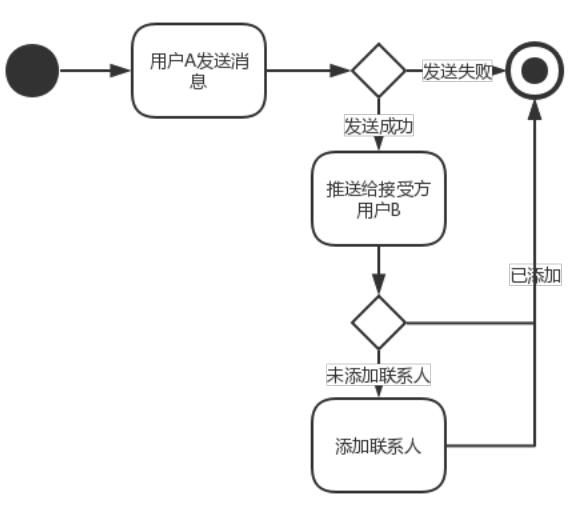 用户A发送消
息
发送失败
发送成功
推送给接受方
用户B
已添加
未添加联系人
添加联系人